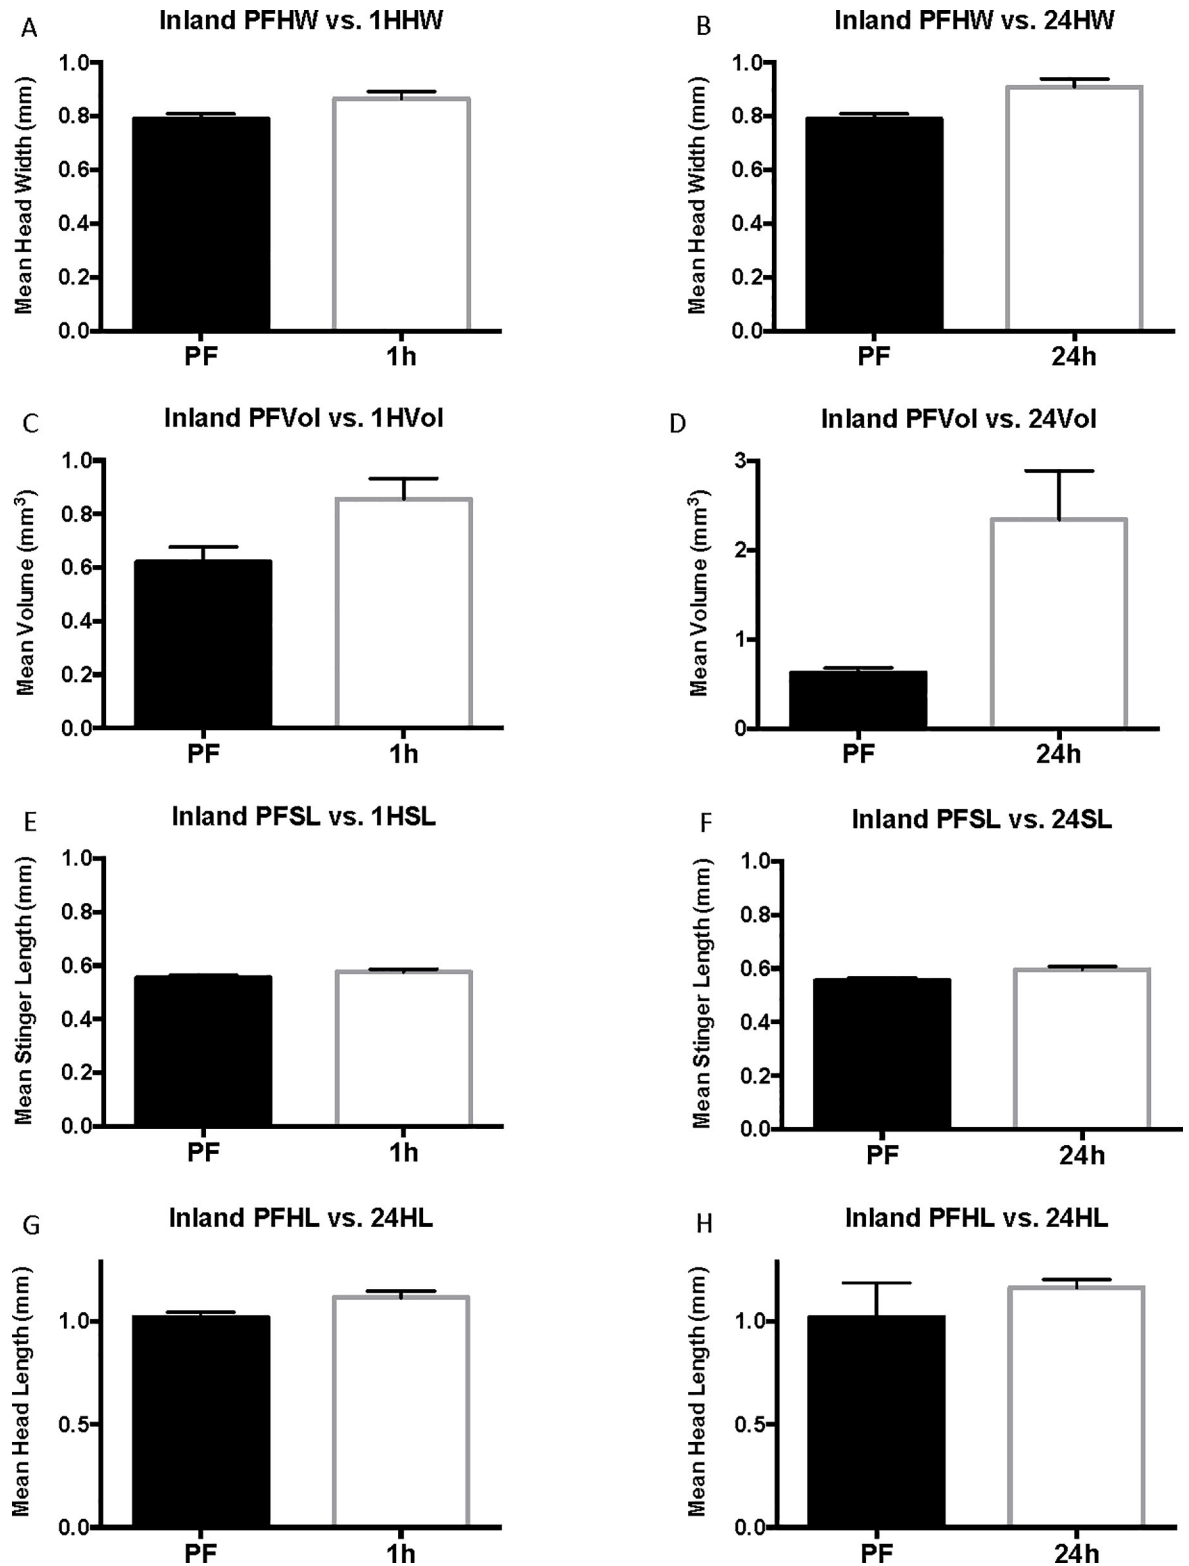 A
Inland PFHW vs. 1HHW
Mean Head Width (mm)
1.0
0.8
0.6
0.4
0.2
0.0
PF
1h
B
Inland PFHW vs. 24HW
Mean Head Width (mm)
1.0
0.8
0.6
0.4
0.2
0.0
PF
24h
C
Inland PFVol vs. 1HVol
Mean Volume (mm³)
1.0
0.8
0.6
0.4
0.2
0.0
PF
1h
D
Inland PFVol vs. 24Vol
Mean Volume (mm³)
3
2
1
0
PF
24h
E
Inland PFSL vs. 1HSL
Mean Stinger Length (mm)
1.0
0.8
0.6
0.4
0.2
0.0
PF
1h
F
Inland PFSL vs. 24SL
Mean Stinger Length (mm)
1.0
0.8
0.6
0.4
0.2
0.0
PF
24h
G
Inland PFHL vs. 24HL
Mean Head Length (mm)
1.0
0.5
0.0
PF
1h
H
Inland PFHL vs. 24HL
Mean Head Length (mm)
1.0
0.5
0.0
PF
24h